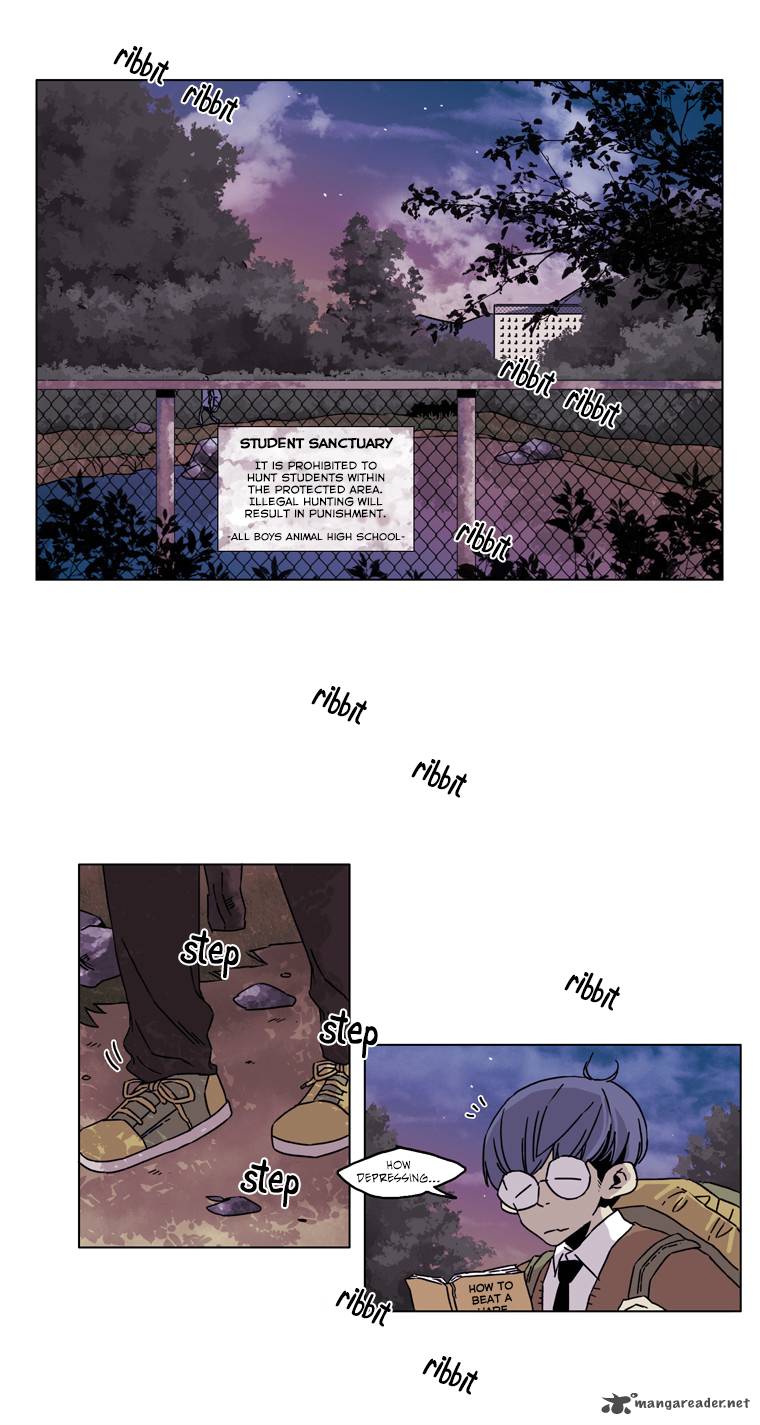 ribbit
ribbit
ribbit
ribbit
STUDENT SANCTUARY
IT IS PROHIBITED TO
HUNT STUDENTS WITHIN
THE PROTECTED AREA.
ILLEGAL HUNTING WILL
RESULT IN PUNISHMENT.
-ALL BOYS ANIMAL HIGH SCHOOL-
ribbit
ribbit
ribbit
step
step
step
ribbit
HOW
DEPRESSING...
HOW TO
BEAT A
HARE
ribbit
ribbit
mangareader.net